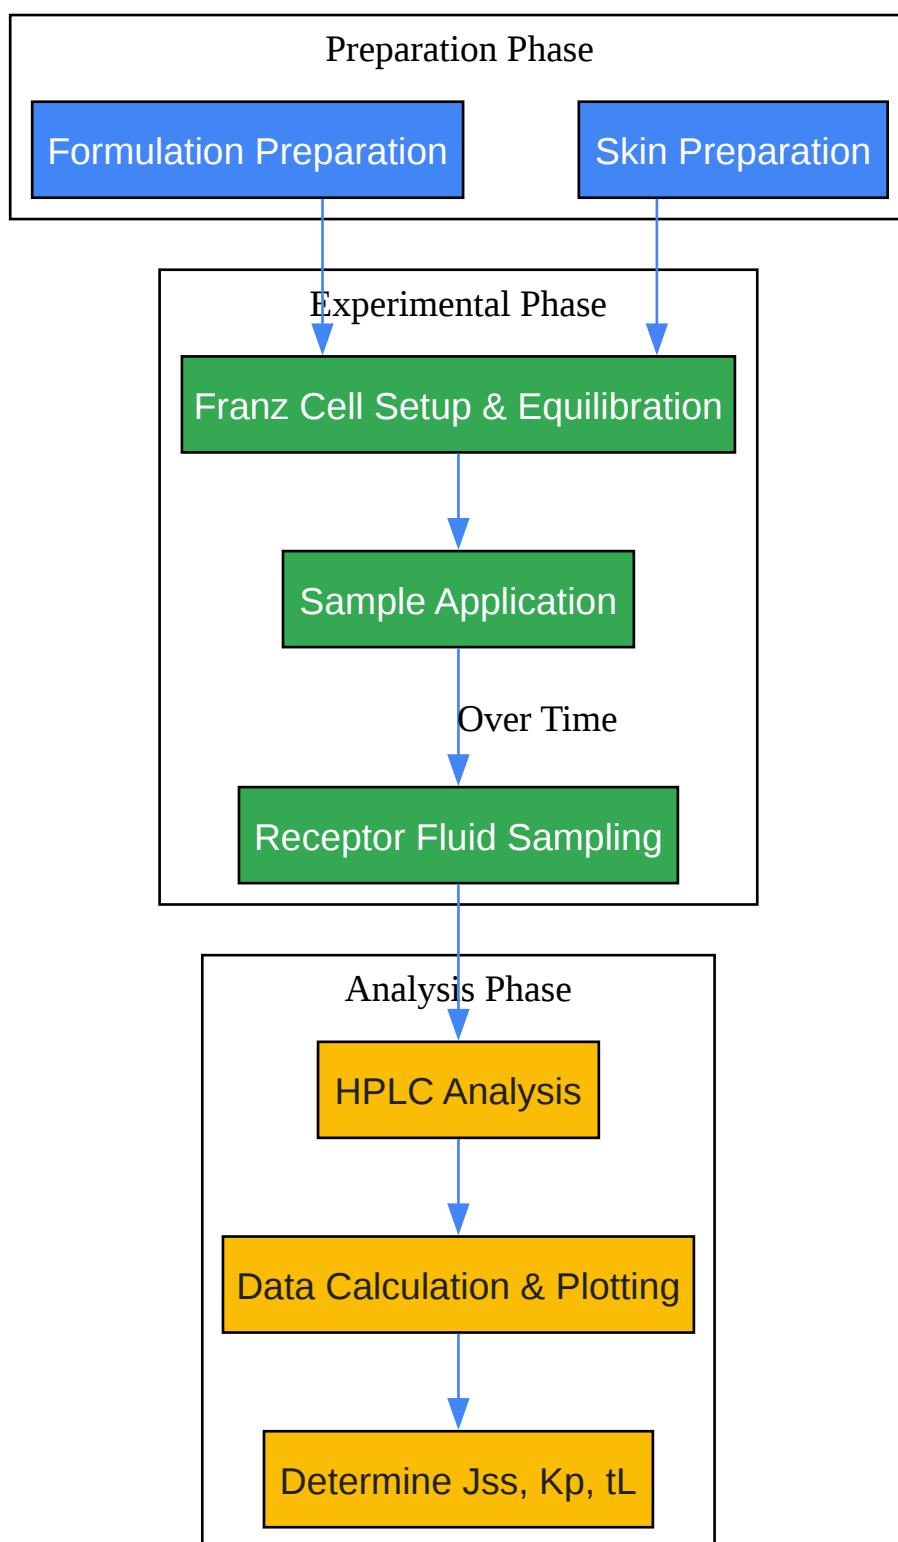 Preparation Phase
Formulation Preparation
Skin Preparation
Experimental Phase
Franz Cell Setup & Equilibration
Sample Application
Over Time
Receptor Fluid Sampling
Analysis Phase
HPLC Analysis
Data Calculation & Plotting
Determine Jss, Kp, tL